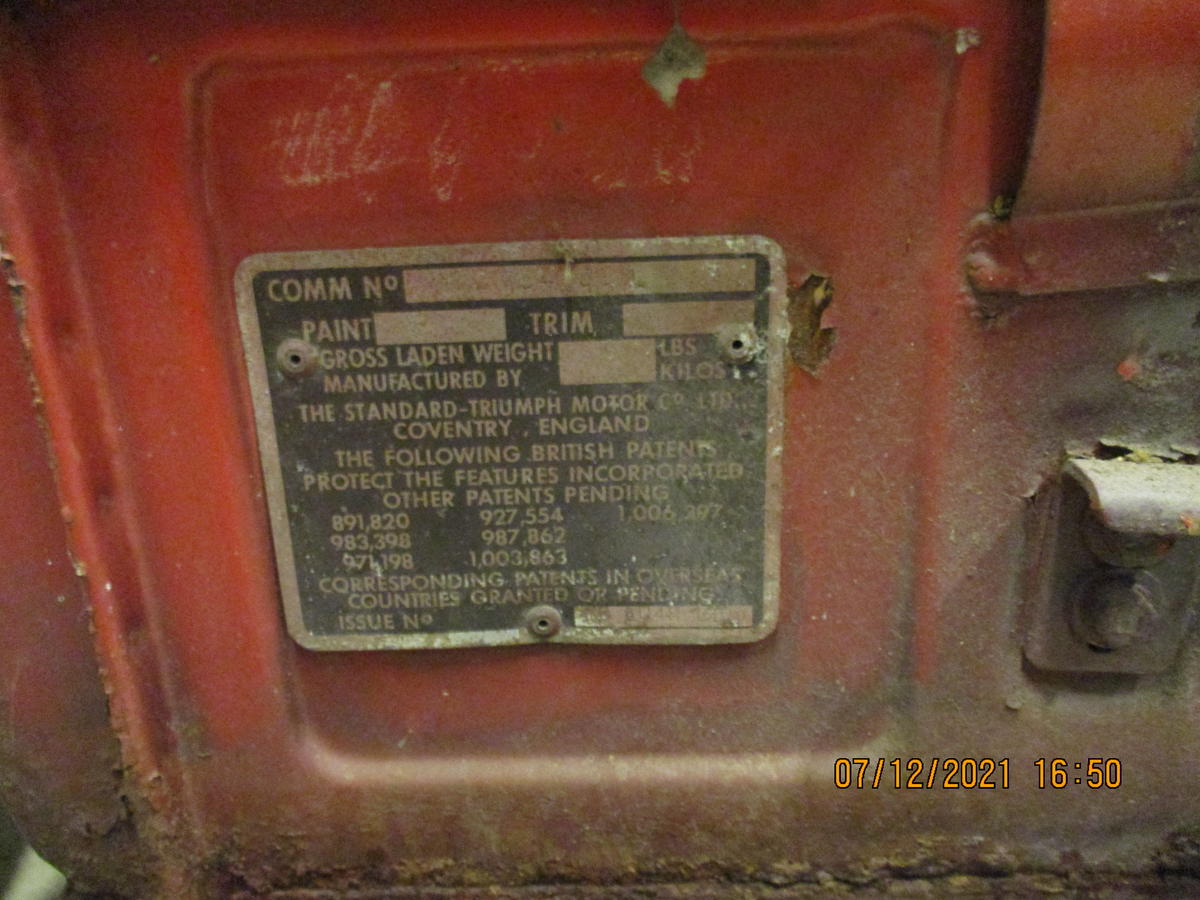 COMM Nº
PAINT TRIM
GROSS LADEN WEIGHT LBS
MANUFACTURED BY KILOS
THE STANDARD-TRIUMPH MOTOR Cº LTD.,
COVENTRY, ENGLAND
THE FOLLOWING BRITISH PATENTS
PROTECT THE FEATURES INCORPORATED
OTHER PATENTS PENDING
891,820 927,554 1,006,297
983,398 987,862
971,198 1,003,863
CORRESPONDING PATENTS IN OVERSEAS
COUNTRIES GRANTED OR PENDING
ISSUE Nº
07/12/2021 16:50